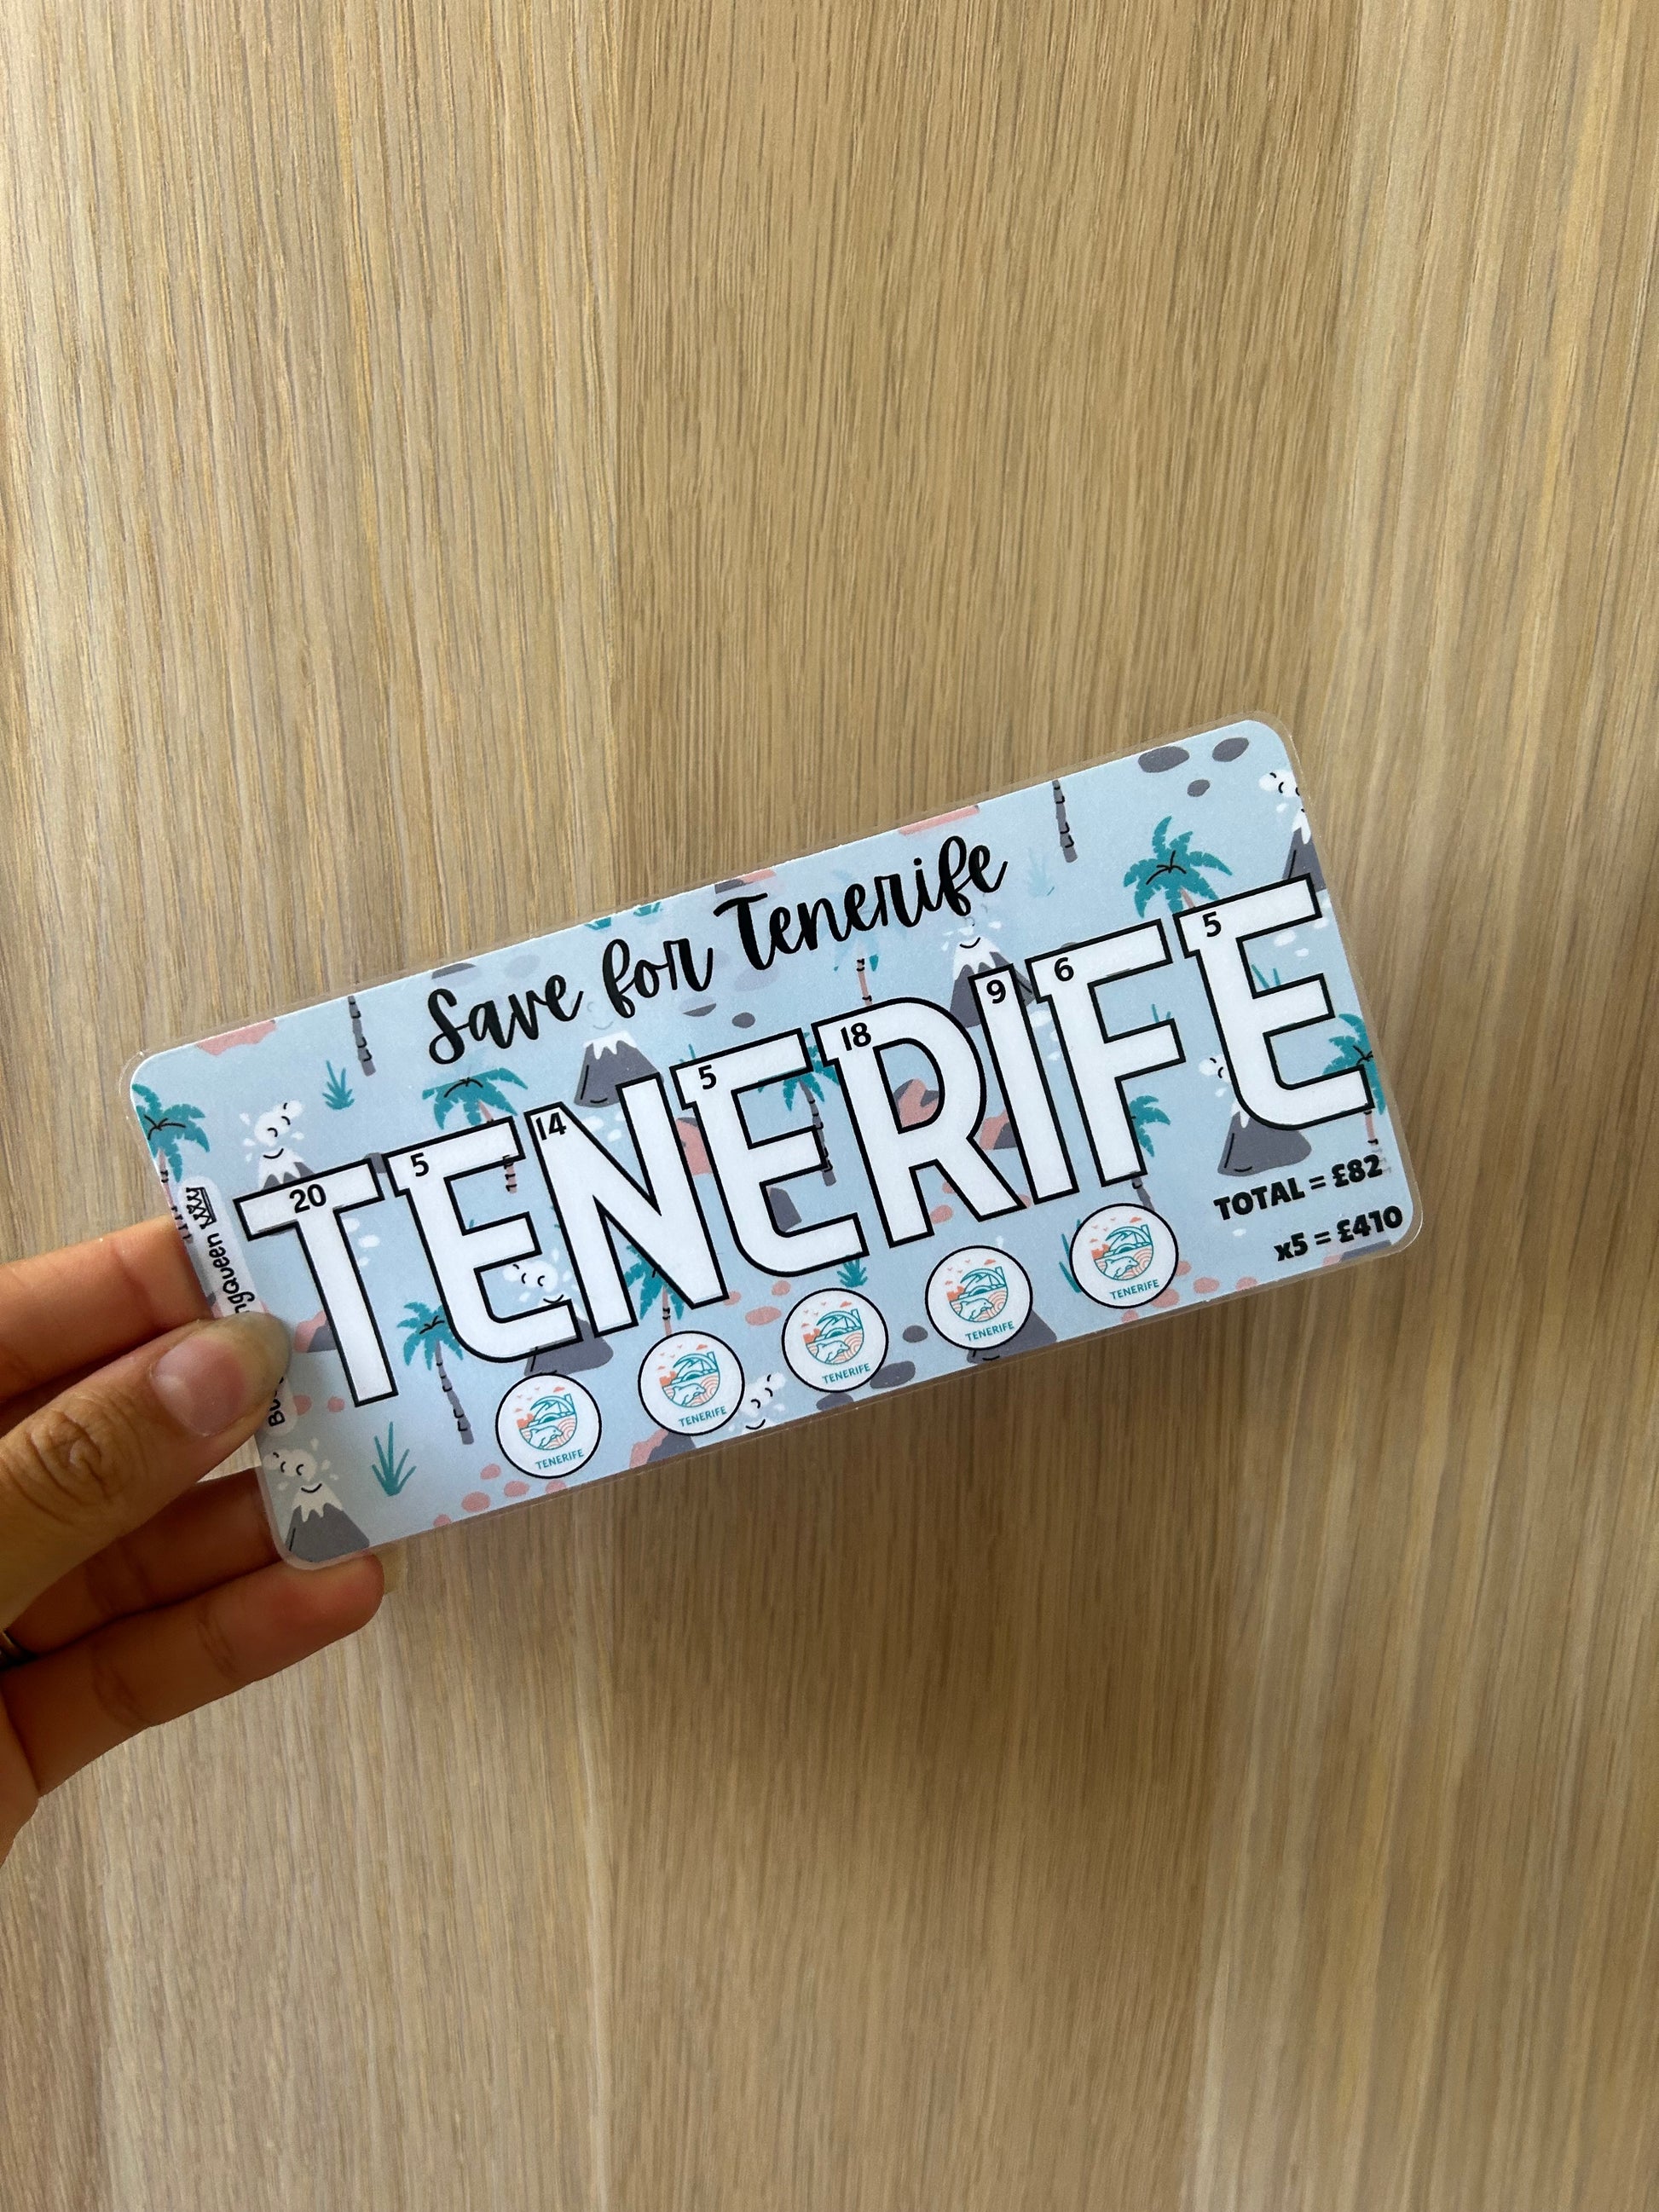 Save for Tenerife
20 5 14 5 18 9 6 5
TENERIFE
TOTAL = £82
x5 = £410
TENERIFE
TENERIFE
TENERIFE
TENERIFE
TENERIFE